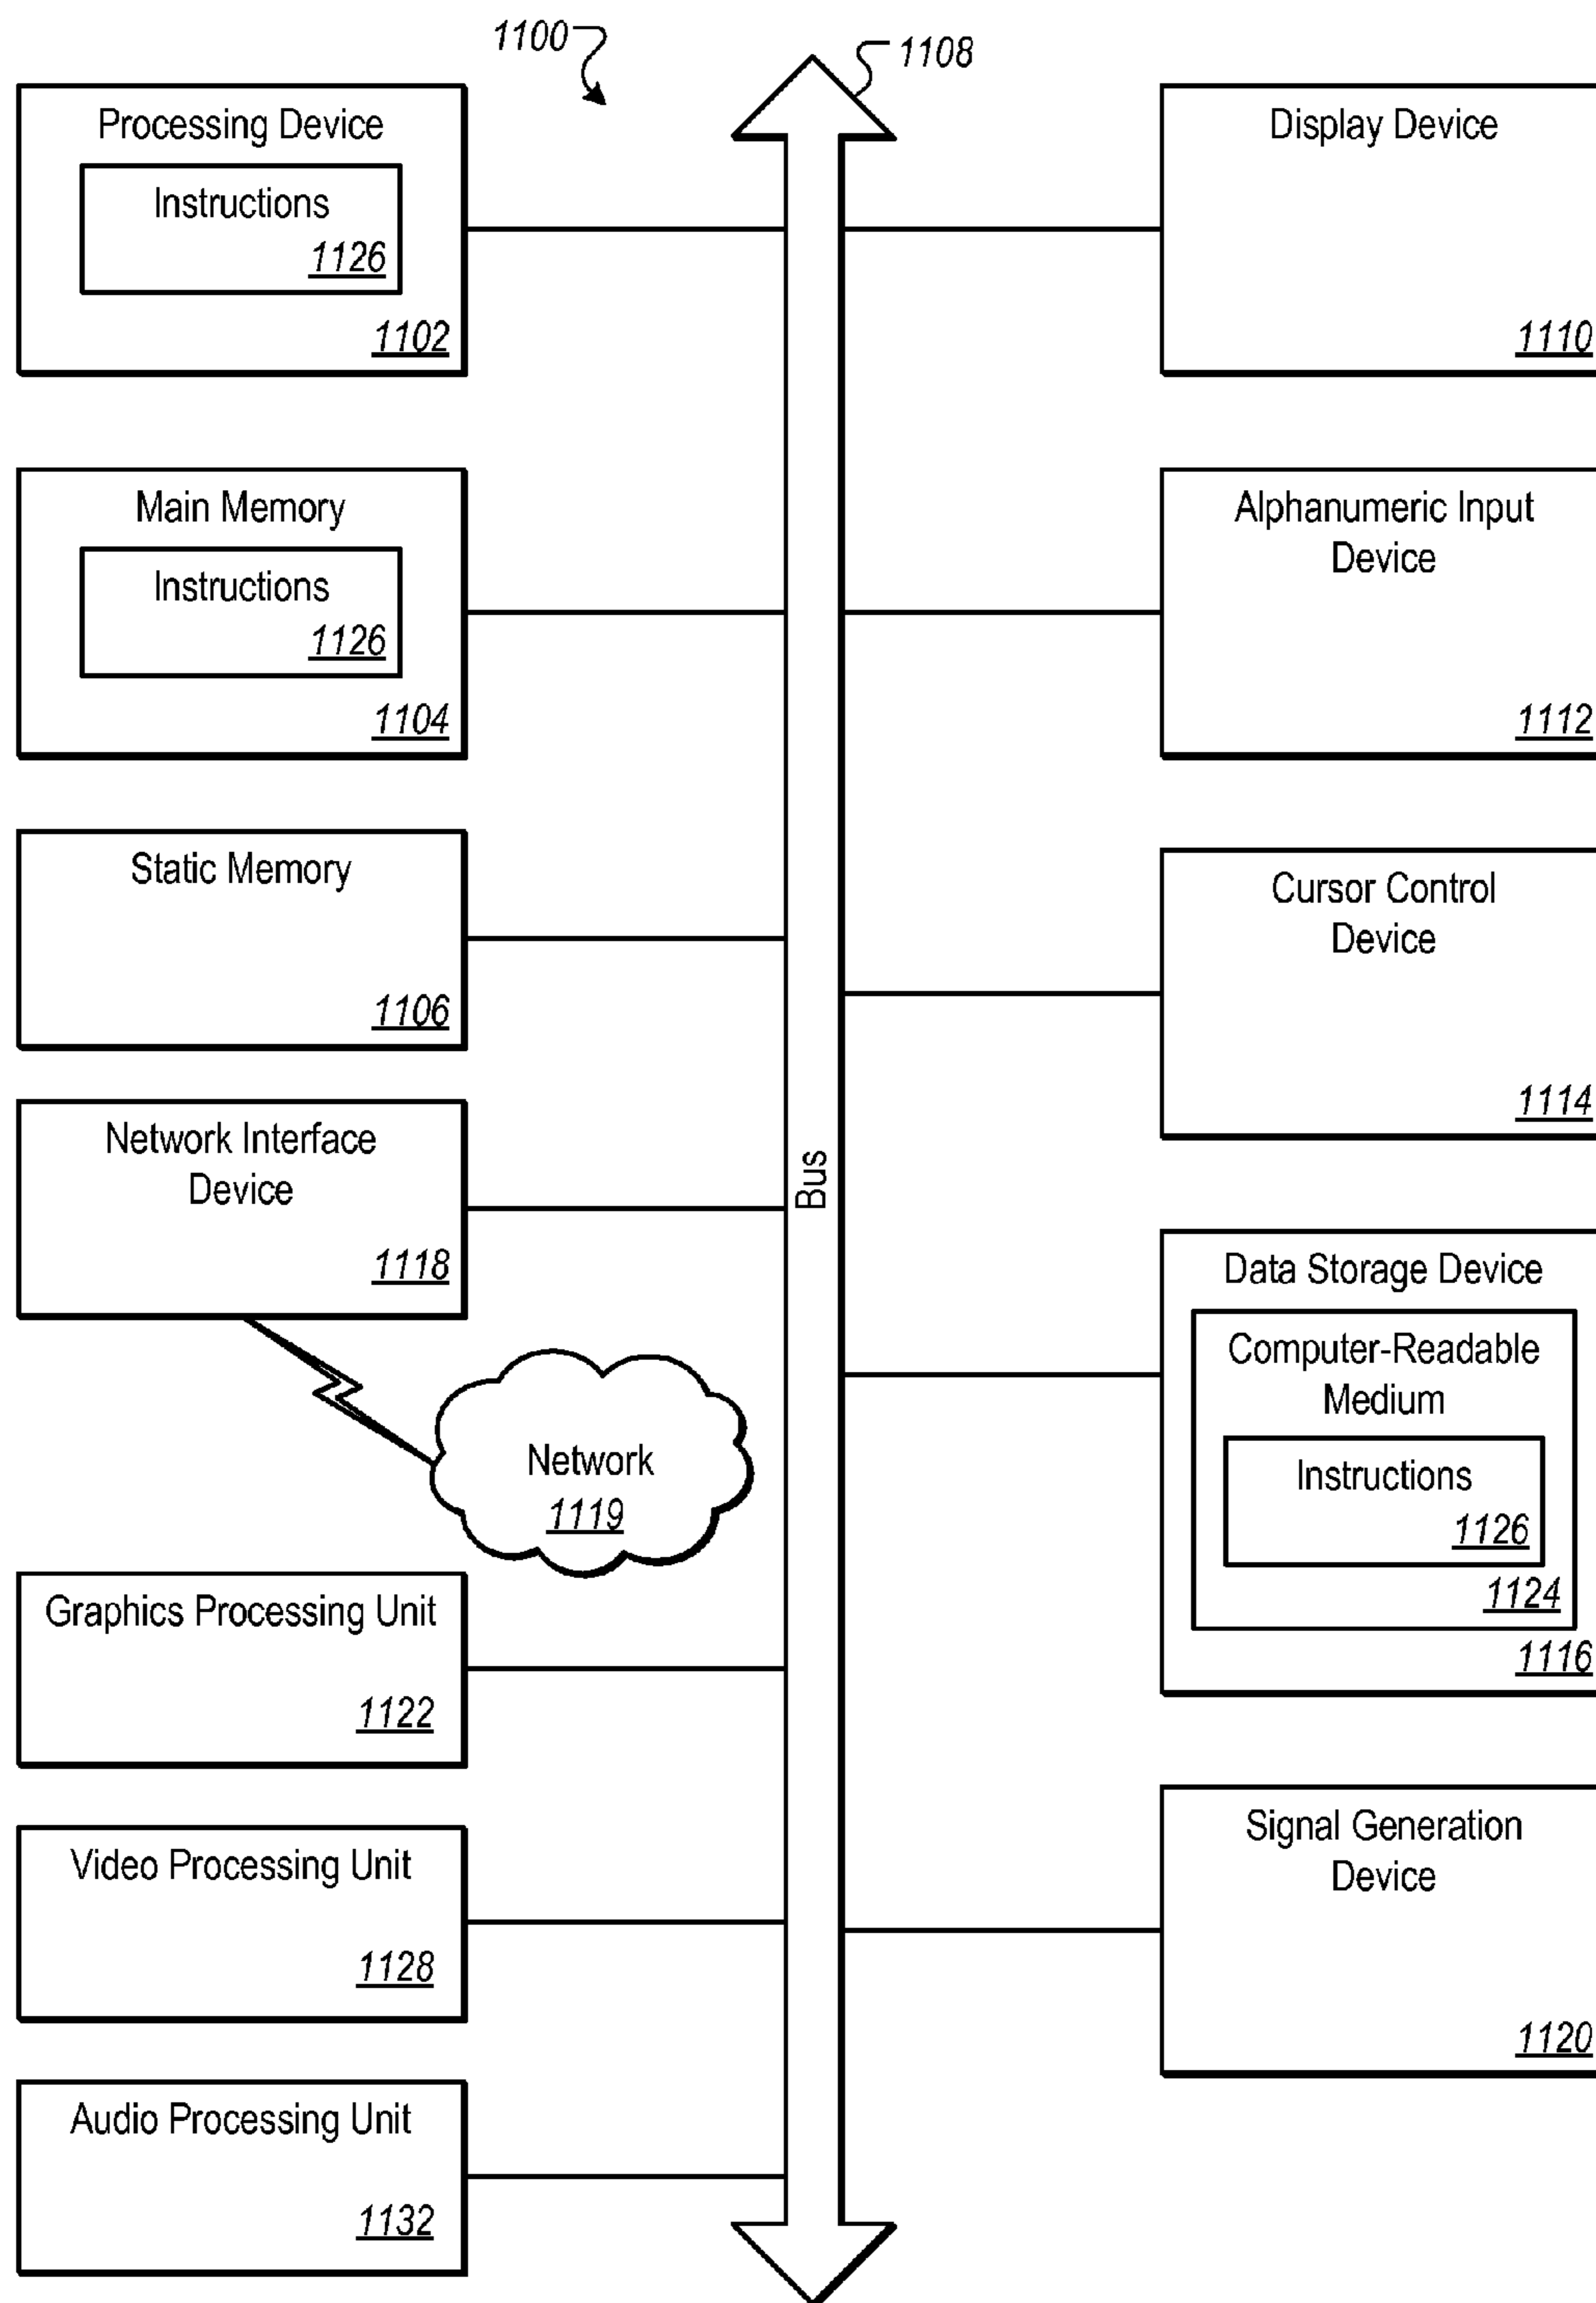 1100
1108
Processing Device
Instructions
1126
1102
Main Memory
Instructions
1126
1104
Static Memory
1106
Network Interface
Device
1118
Network
1119
Graphics Processing Unit
1122
Video Processing Unit
1128
Audio Processing Unit
1132
Bus
Display Device
1110
Alphanumeric Input
Device
1112
Cursor Control
Device
1114
Data Storage Device
Computer-Readable
Medium
Instructions
1126
1124
1116
Signal Generation
Device
1120